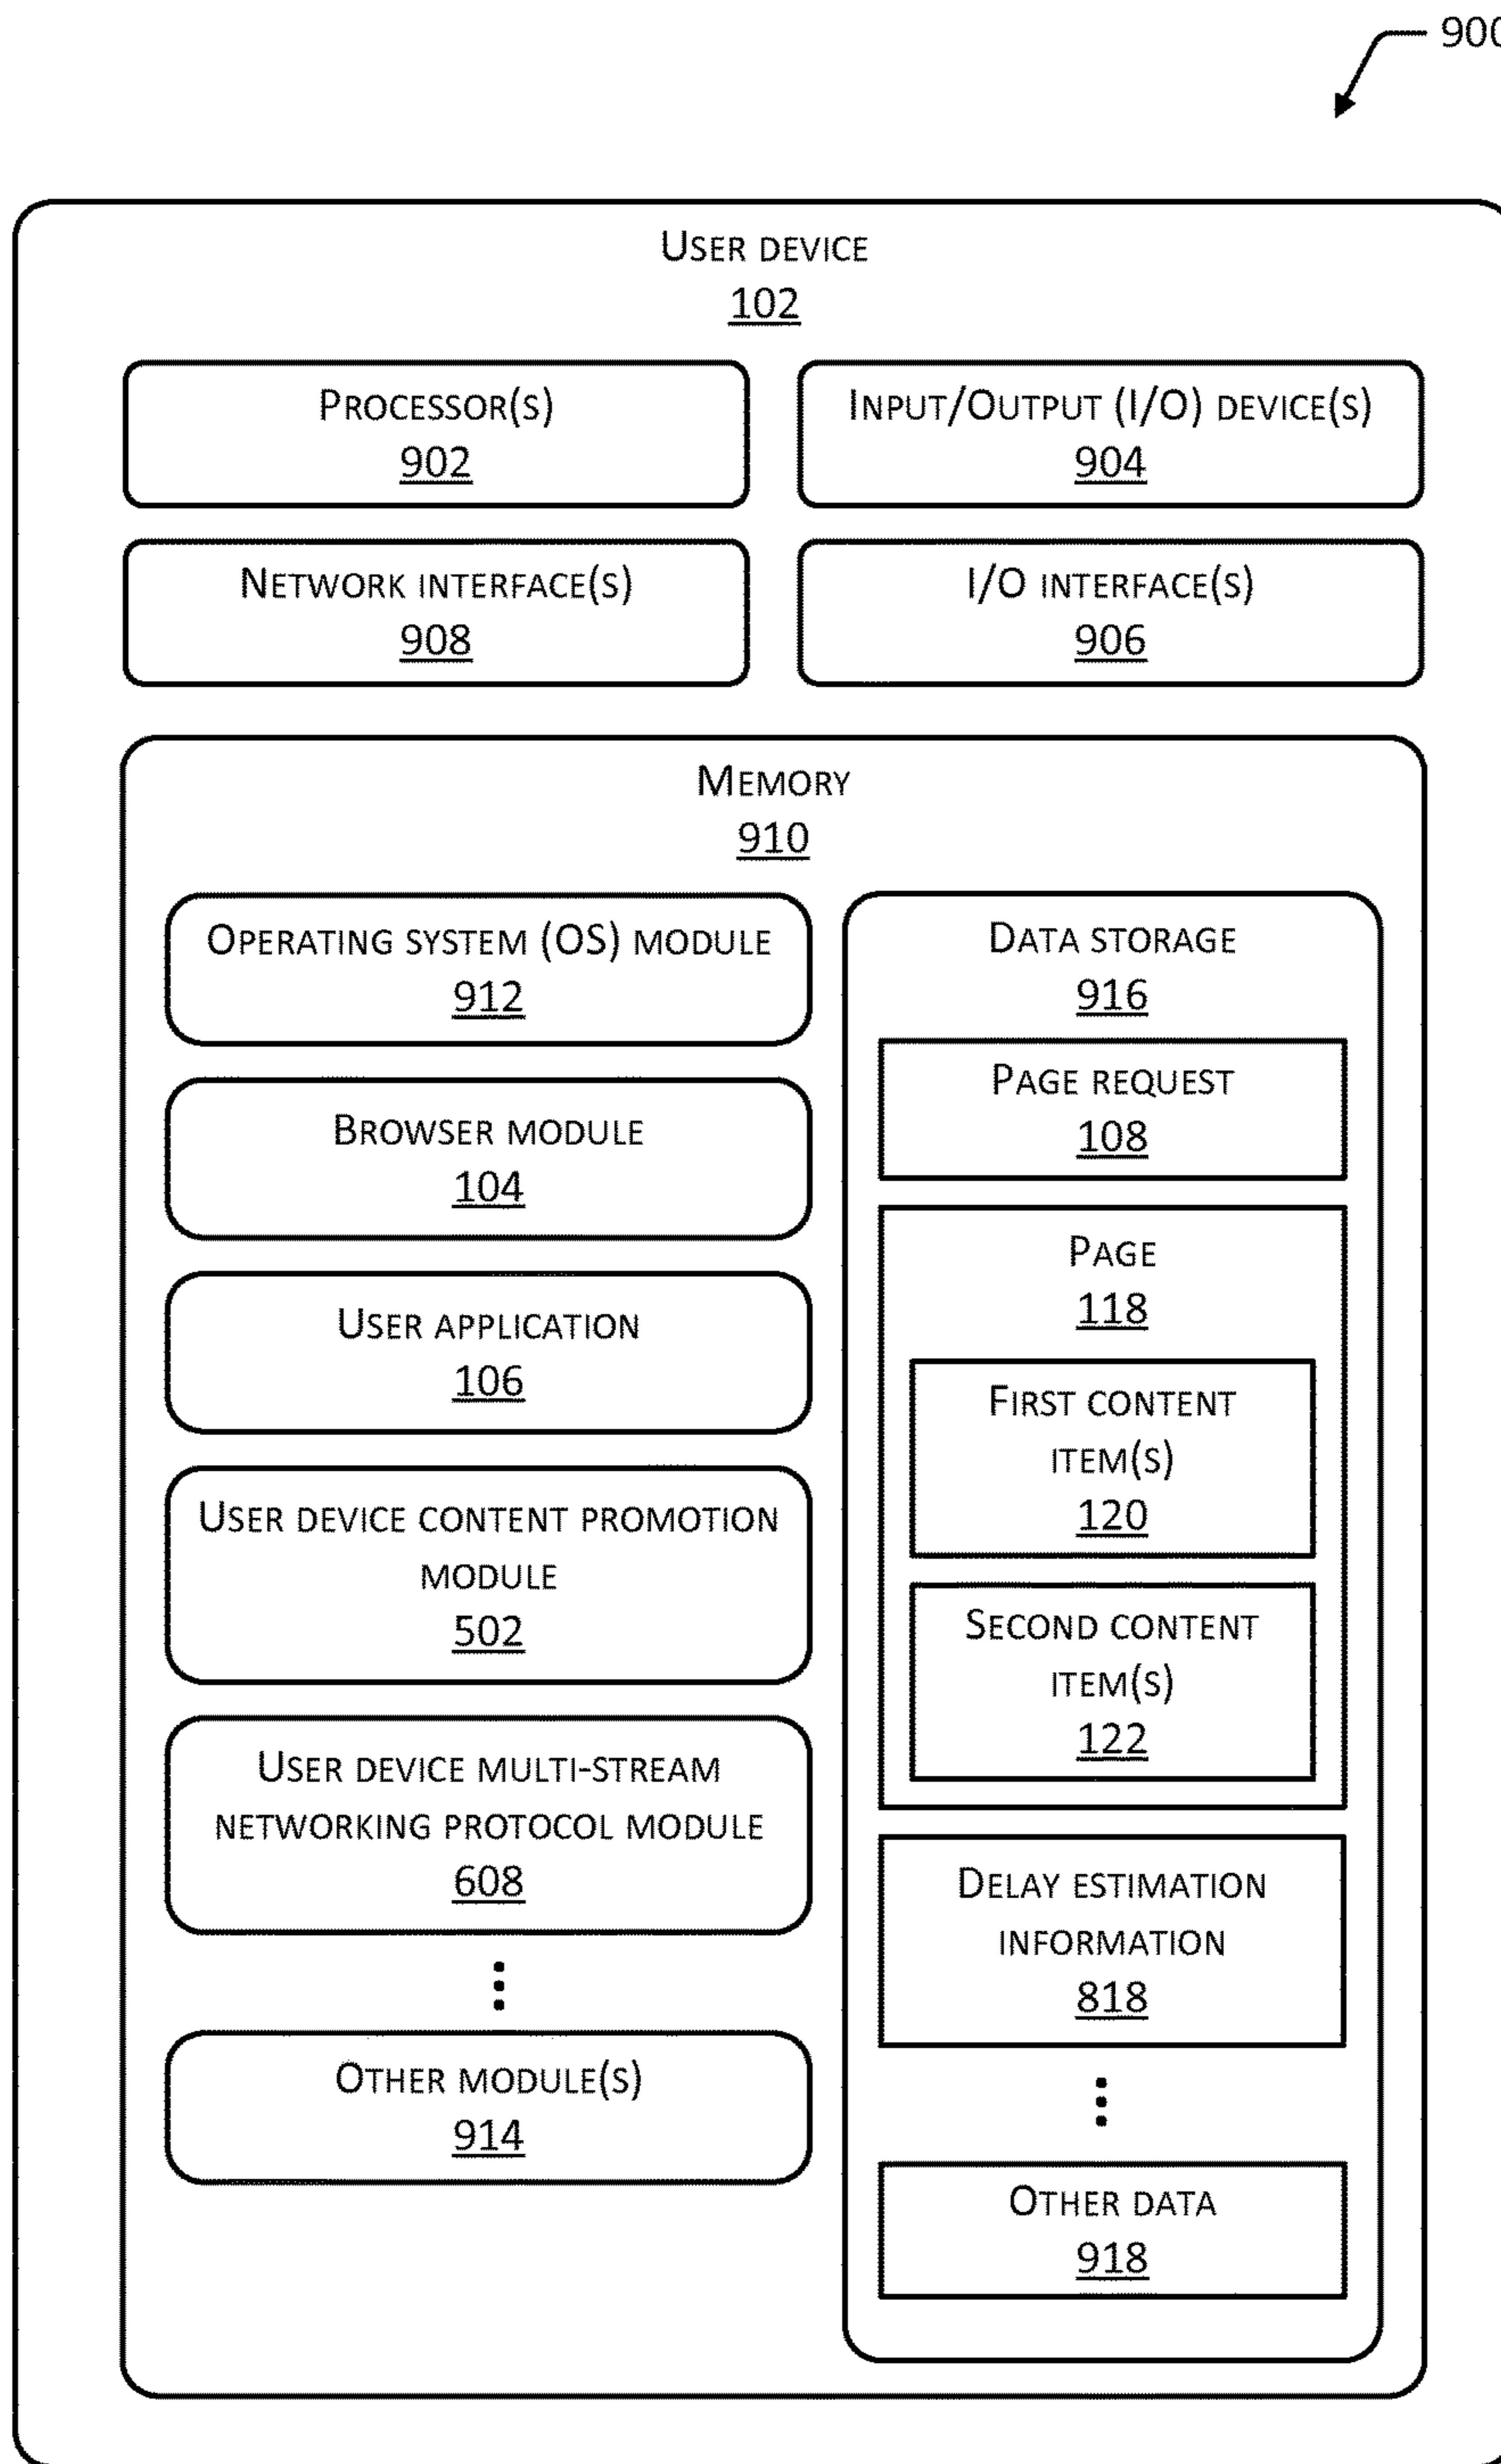 900
USER DEVICE
102
PROCESSOR(S)
902
INPUT/OUTPUT (I/O) DEVICE(S)
904
NETWORK INTERFACE(S)
908
I/O INTERFACE(S)
906
MEMORY
910
OPERATING SYSTEM (OS) MODULE
912
BROWSER MODULE
104
USER APPLICATION
106
USER DEVICE CONTENT PROMOTION
MODULE
502
USER DEVICE MULTI-STREAM
NETWORKING PROTOCOL MODULE
608
OTHER MODULE(S)
914
DATA STORAGE
916
PAGE REQUEST
108
PAGE
118
FIRST CONTENT
ITEM(S)
120
SECOND CONTENT
ITEM(S)
122
DELAY ESTIMATION
INFORMATION
818
OTHER DATA
918